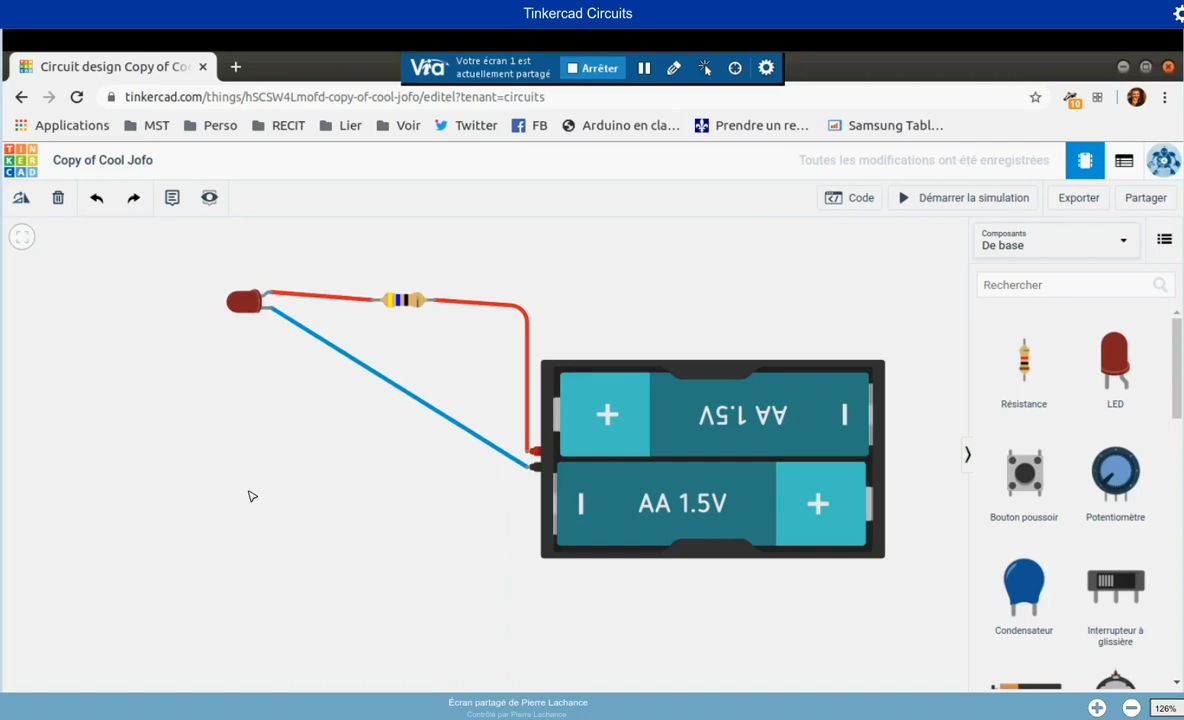 Tinkercad Circuits
Circuit design Copy of Co
Vía
Votre écran 1 est
actuellement partagé
Arrêter
tinkercad.com/things/hSCSW4Lmofd-copy-of-cool-jofo/editel?tenant=circuits
10
Applications MST Perso RECIT Lier Voir Twitter FB Arduino en cla... Prendre un re... Samsung Tabl...
TIN
KER
CAD
Copy of Cool Jofo
Toutes les modifications ont été enregistrées
Code
Démarrer la simulation
Exporter
Partager
Composants
De base
Rechercher
Résistance
LED
+ AA 1.5V -
- AA 1.5V +
Bouton poussoir
Potentiomètre
Condensateur
Interrupteur à
glissière
Écran partagé de Pierre Lachance
Contrôlé par Pierre Lachance
126%